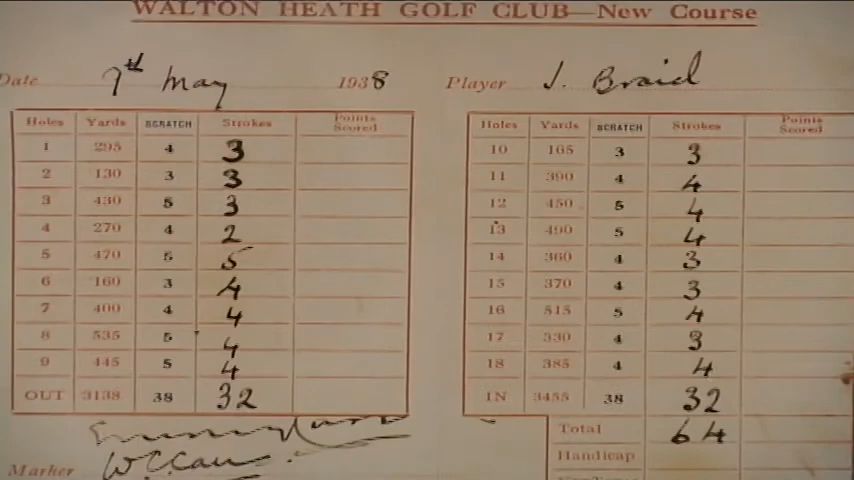 WALTON HEATH GOLF CLUB—New Course
Date 7th May 1938 Player J. Braid
Holes Yards SCRATCH Strokes Points Scored
1 295 4 3
2 130 3 3
3 430 5 3
4 270 4 2
5 470 5 5
6 160 3 4
7 400 4 4
8 535 5 4
9 445 5 4
OUT 3138 38 32
Holes Yards SCRATCH Strokes Points Scored
10 165 3 3
11 390 4 4
12 450 5 4
13 490 5 4
14 360 4 3
15 370 4 3
16 515 5 4
17 330 4 3
18 385 4 4
IN 3455 38 32
Total 64
Handicap
Marker